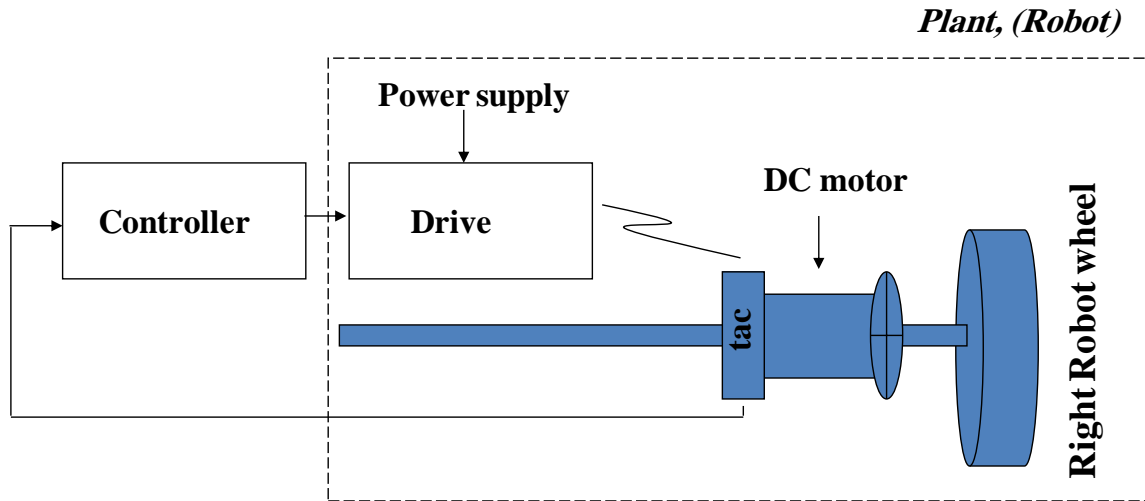 Plant, (Robot)
Power supply
Controller
Drive
DC motor
tac
Right Robot wheel